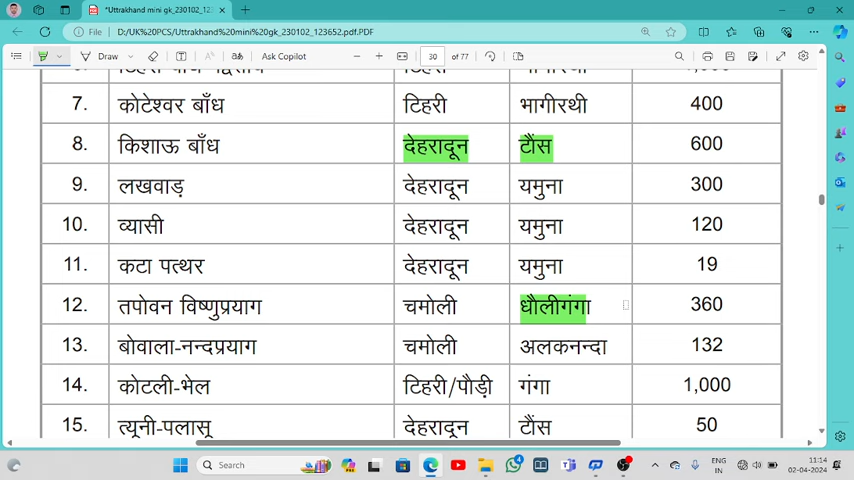 *Uttrakhand mini gk_230102_123
File D:/UK%20PCS/Uttrakhand%20mini%20gk_230102_123652.pdf.PDF
Draw Ask Copilot 30 of 77
7. कोटेश्वर बाँध टिहरी भागीरथी 400
8. किशाऊ बाँध देहरादून टौंस 600
9. लखवाड़ देहरादून यमुना 300
10. व्यासी देहरादून यमुना 120
11. कटा पत्थर देहरादून यमुना 19
12. तपोवन विष्णुप्रयाग चमोली धौलीगंगा 360
13. बोवाला-नन्दप्रयाग चमोली अलकनन्दा 132
14. कोटली-भेल टिहरी/पौड़ी गंगा 1,000
15. त्यूनी-पलासू देहरादून टौंस 50
Search 4 ENG 11:14
IN 02-04-2024